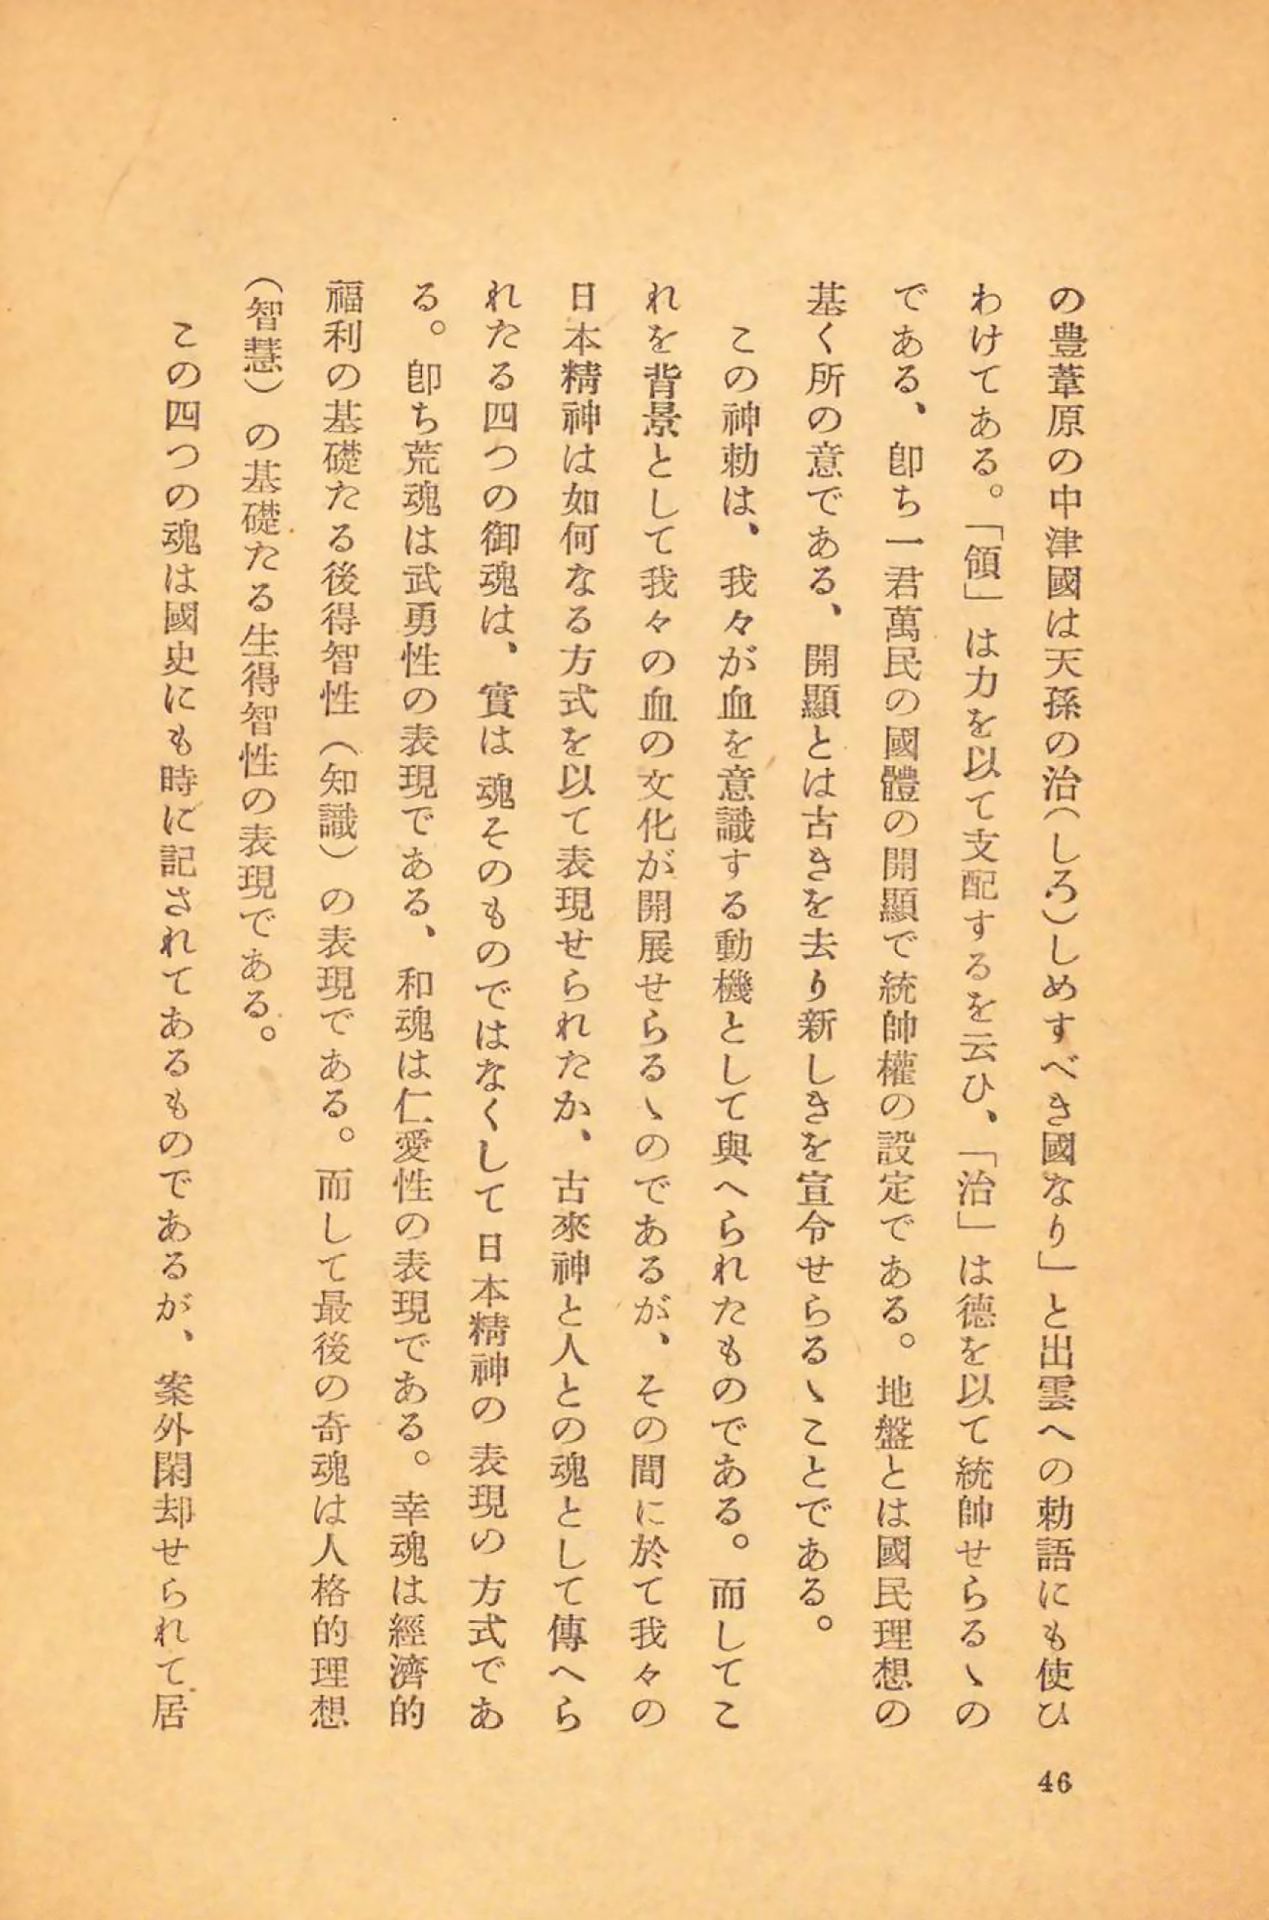 の豊葦原の中津國は天孫の治(しろ)しめすべき國なり」と出雲への勅語にも使ひ
わけてある。「領」は力を以て支配するを云ひ、「治」は德を以て統帥せらるゝの
である、卽ち一君萬民の國體の開顯で統帥權の設定である。地盤とは國民理想の
基く所の意である、開顯とは古きを去り新しきを宣令せらるゝことである。
この神勅は、我々が血を意識する動機として與へられたものである。而してこ
れを背景として我々の血の文化が開展せらるゝのであるが、その間に於て我々の
日本精神は如何なる方式を以て表現せられたか、古來神と人との魂として傳へら
れたる四つの御魂は、實は魂そのものではなくして日本精神の表現の方式であ
る。卽ち荒魂は武勇性の表現である、和魂は仁愛性の表現である。幸魂は經濟的
福利の基礎たる後得智性(知識)の表現である。而して最後の奇魂は人格的理想
(智慧)の基礎たる生得智性の表現である。
この四つの魂は國史にも時に記されてあるものであるが、案外閑却せられて居
46